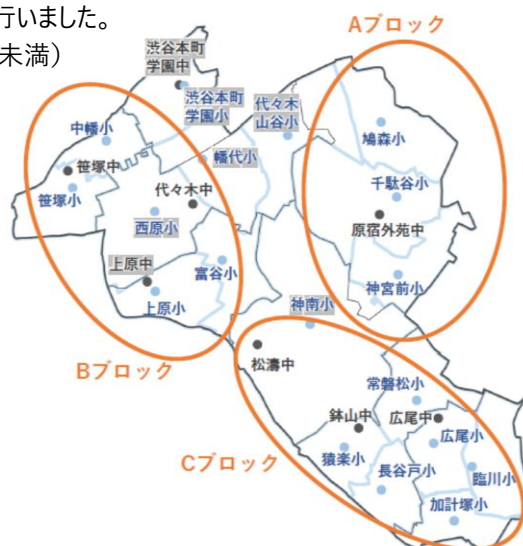 行いました。
未満）
Aブロック
渋谷本町
学園中
渋谷本町
学園小
代々木
山谷小
中幡小
鳩森小
幡代小
笹塚中
千駄谷小
笹塚小
代々木中
西原小
原宿外苑中
上原中
富谷小
神宮前小
上原小
神南小
Bブロック
松濤中
常磐松小
鉢山中
広尾中
広尾小
Cブロック
猿楽小
長谷戸小
臨川小
加計塚小